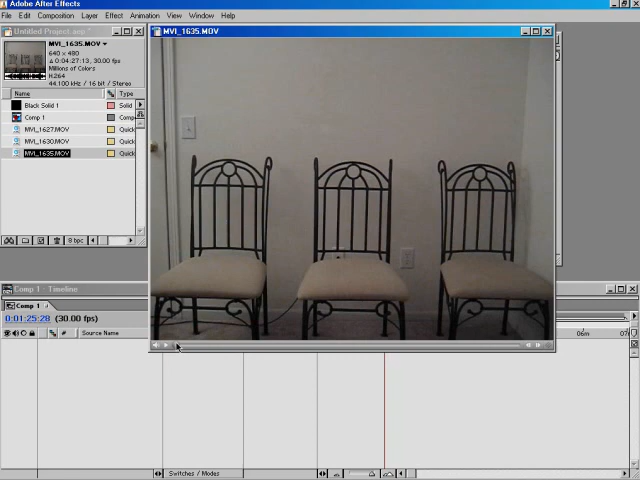 Adobe After Effects
File Edit Composition Layer Effect Animation View Window Help
Untitled Project.aep *
MVI_1635.MOV
MVI_1635.MOV
640 x 480
Δ 0:04:27:13, 30.00 fps
Millions of Colors
H.264
44.100 kHz / 16 bit / Stereo
Name Type
Black Solid 1 Solid
Comp 1 Comp
MVI_1627.MOV Quick
MVI_1630.MOV Quick
MVI_1635.MOV Quick
8 bpc
Comp 1 - Timeline
Comp 1
0:01:25:28 (30.00 fps)
06m
# Source Name
Switches / Modes